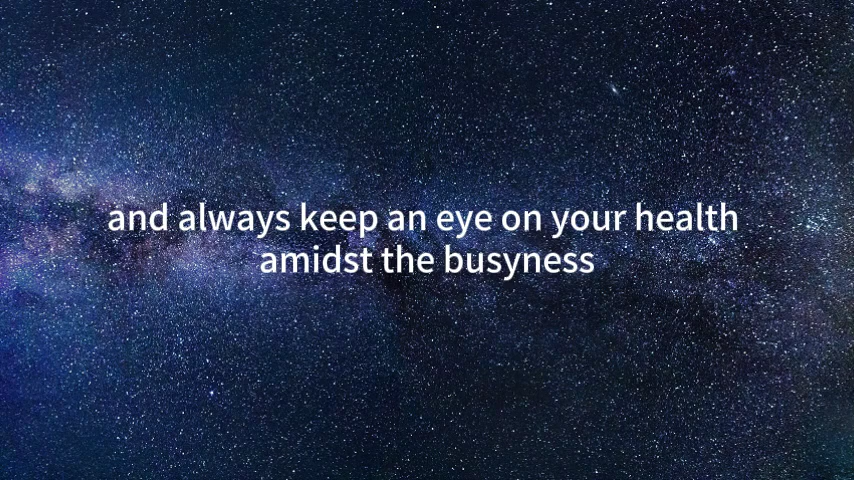 and always keep an eye on your health
amidst the busyness